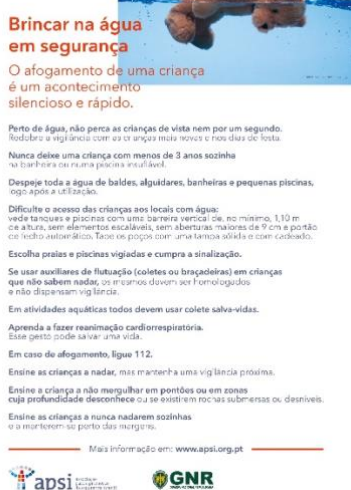 Brincar na água
em segurança
O afogamento de uma criança
é um acontecimento
silencioso e rápido.
Perto de água, não perca as crianças de vista nem por um segundo.
Redobre a vigilância com as crianças mais novas e nos dias de festa.
Nunca deixe uma criança com menos de 3 anos sozinha
na banheira ou numa piscina insuflável.
Despeje toda a água de baldes, alguidares, banheiras e pequenas piscinas,
logo após a utilização.
Dificulte o acesso das crianças aos locais com água:
vede tanques e piscinas com uma barreira vertical de, no mínimo, 1,10 m
de altura, sem elementos escaláveis, sem aberturas maiores de 9 cm e portão
de fecho automático. Tape os poços com uma tampa sólida e com cadeado.
Escolha praias e piscinas vigiadas e cumpra a sinalização.
Se usar auxiliares de flutuação (coletes ou braçadeiras) em crianças
que não sabem nadar, os mesmos devem ser homologados
e não dispensam vigilância.
Em atividades aquáticas todos devem usar colete salva-vidas.
Aprenda a fazer reanimação cardiorrespiratória.
Esse gesto pode salvar uma vida.
Em caso de afogamento, ligue 112.
Ensine as crianças a nadar, mas mantenha uma vigilância próxima.
Ensine a criança a não mergulhar em pontões ou em zonas
cuja profundidade desconhece ou se existirem rochas submersas ou desníveis.
Ensine as crianças a nunca nadarem sozinhas
e a manterem-se perto das margens.
Mais informação em: www.apsi.org.pt
apsi
GNR